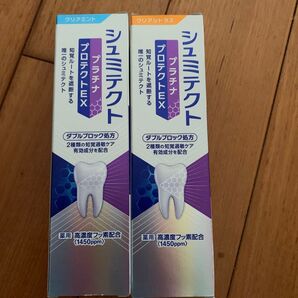 クリアミント
シュミテクト
プラチナ
プロテクトEX
知覚ルートを遮断する
唯一のシュミテクト
ダブルブロック処方
2種類の知覚過敏ケア
有効成分を配合
薬用 高濃度フッ素配合
(1450ppm)
クリアシトラス
シュミテクト
プラチナ
プロテクトEX
知覚ルートを遮断する
唯一のシュミテクト
ダブルブロック処方
2種類の知覚過敏ケア
有効成分を配合
薬用 高濃度フッ素配合
(1450ppm)